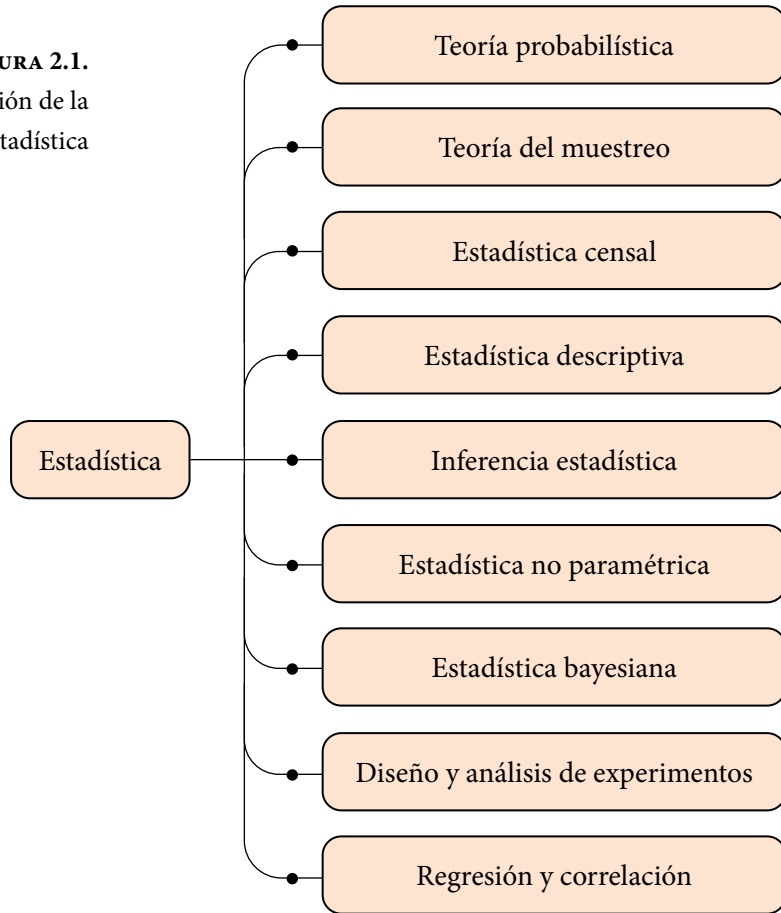 URA 2.1.
ión de la
tadística
Teoría probabilística
Teoría del muestreo
Estadística censal
Estadística descriptiva
Estadística
Inferencia estadística
Estadística no paramétrica
Estadística bayesiana
Diseño y análisis de experimentos
Regresión y correlación